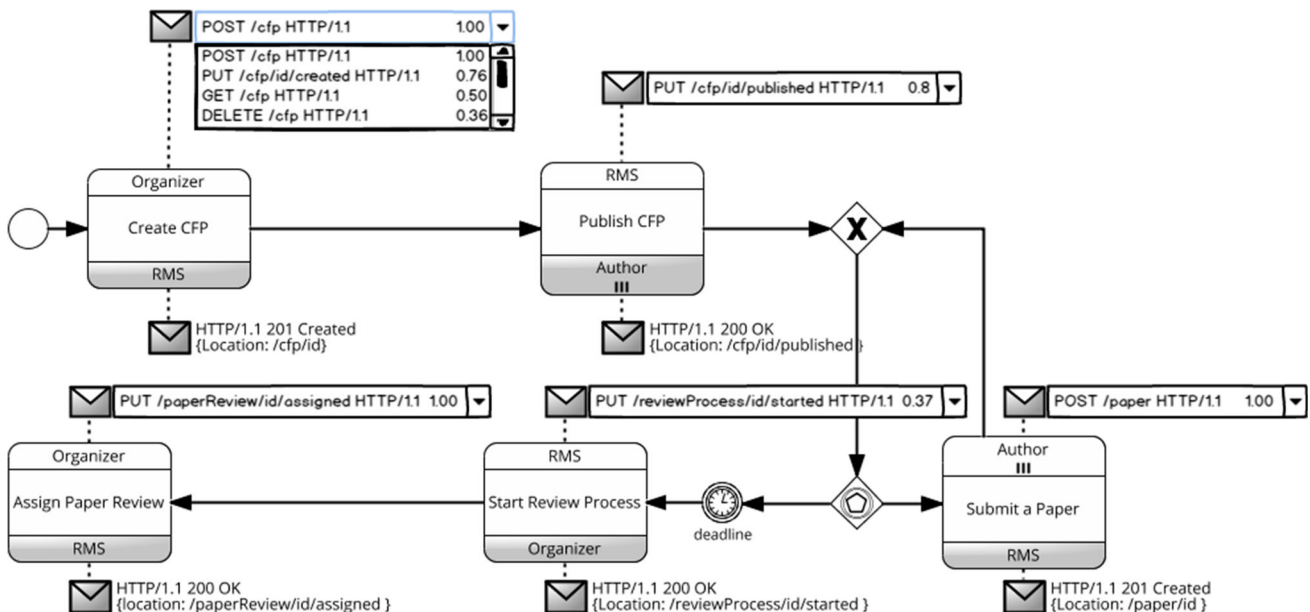 POST /cfp HTTP/1.1 1.00
POST /cfp HTTP/1.1 1.00
PUT /cfp/id/created HTTP/1.1 0.76
GET /cfp HTTP/1.1 0.50
DELETE /cfp HTTP/1.1 0.36
PUT /cfp/id/published HTTP/1.1 0.8
Organizer
Create CFP
RMS
RMS
Publish CFP
Author
X
HTTP/1.1 201 Created
{Location: /cfp/id}
HTTP/1.1 200 OK
{Location: /cfp/id/published }
PUT /paperReview/id/assigned HTTP/1.1 1.00
PUT /reviewProcess/id/started HTTP/1.1 0.37
POST /paper HTTP/1.1 1.00
Organizer
Assign Paper Review
RMS
RMS
Start Review Process
Organizer
deadline
Author
Submit a Paper
RMS
HTTP/1.1 200 OK
{location: /paperReview/id/assigned }
HTTP/1.1 200 OK
{Location: /reviewProcess/id/started }
HTTP/1.1 201 Created
{Location: /paper/id }